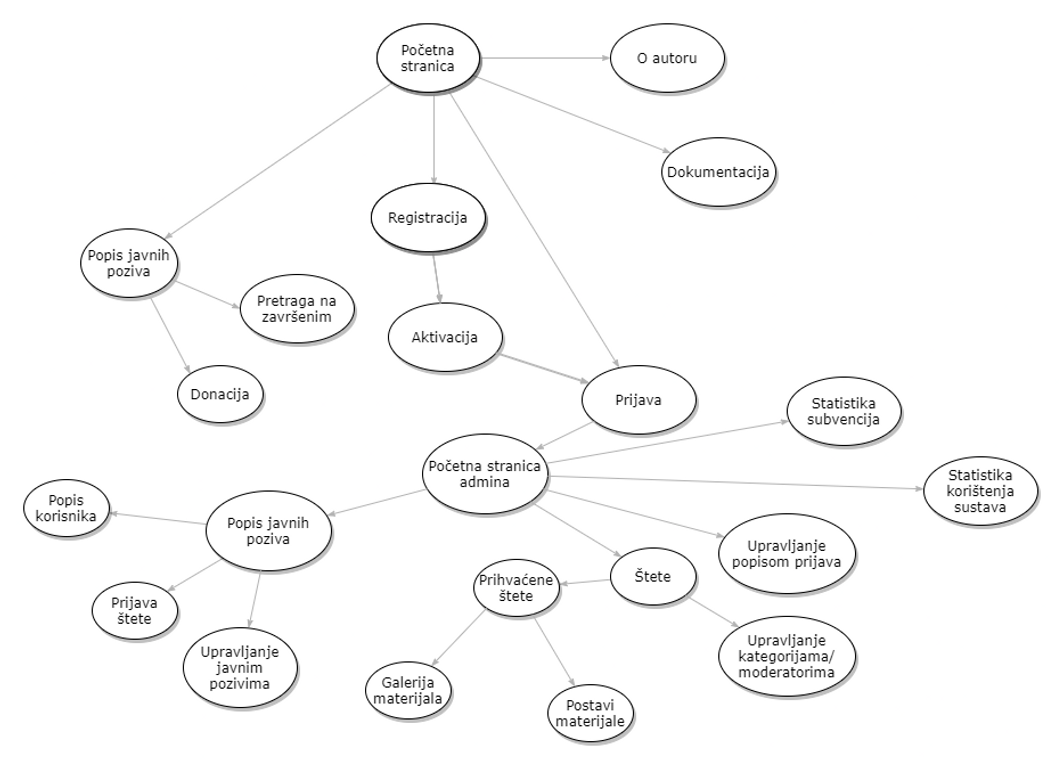 Početna
stranica
O autoru
Dokumentacija
Registracija
Popis javnih
poziva
Pretraga na
završenim
Aktivacija
Donacija
Prijava
Statistika
subvencija
Početna stranica
admina
Statistika
korištenja
sustava
Popis
korisnika
Popis javnih
poziva
Upravljanje
popisom prijava
Štete
Prihvaćene
štete
Prijava
štete
Upravljanje
javnim
pozivima
Upravljanje
kategorijama/
moderatorima
Galerija
materijala
Postavi
materijale